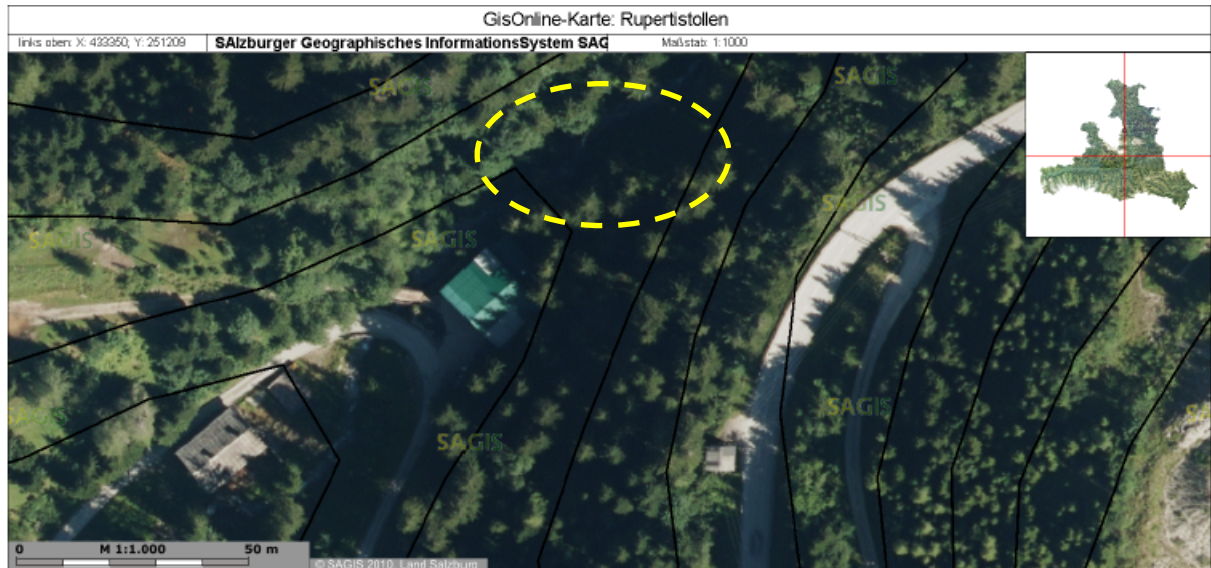 GisOnline-Karte: Rupertistollen
links oben: X: 433350; Y: 251209 SAlzburger Geographisches InformationsSystem SAG Maßstab: 1:1000
SAGIS
SAGIS
SAGIS
SAGIS
SAGIS
SAGIS
SAGIS
SA
0 M 1:1.000 50 m
© SAGIS 2010, Land Salzburg